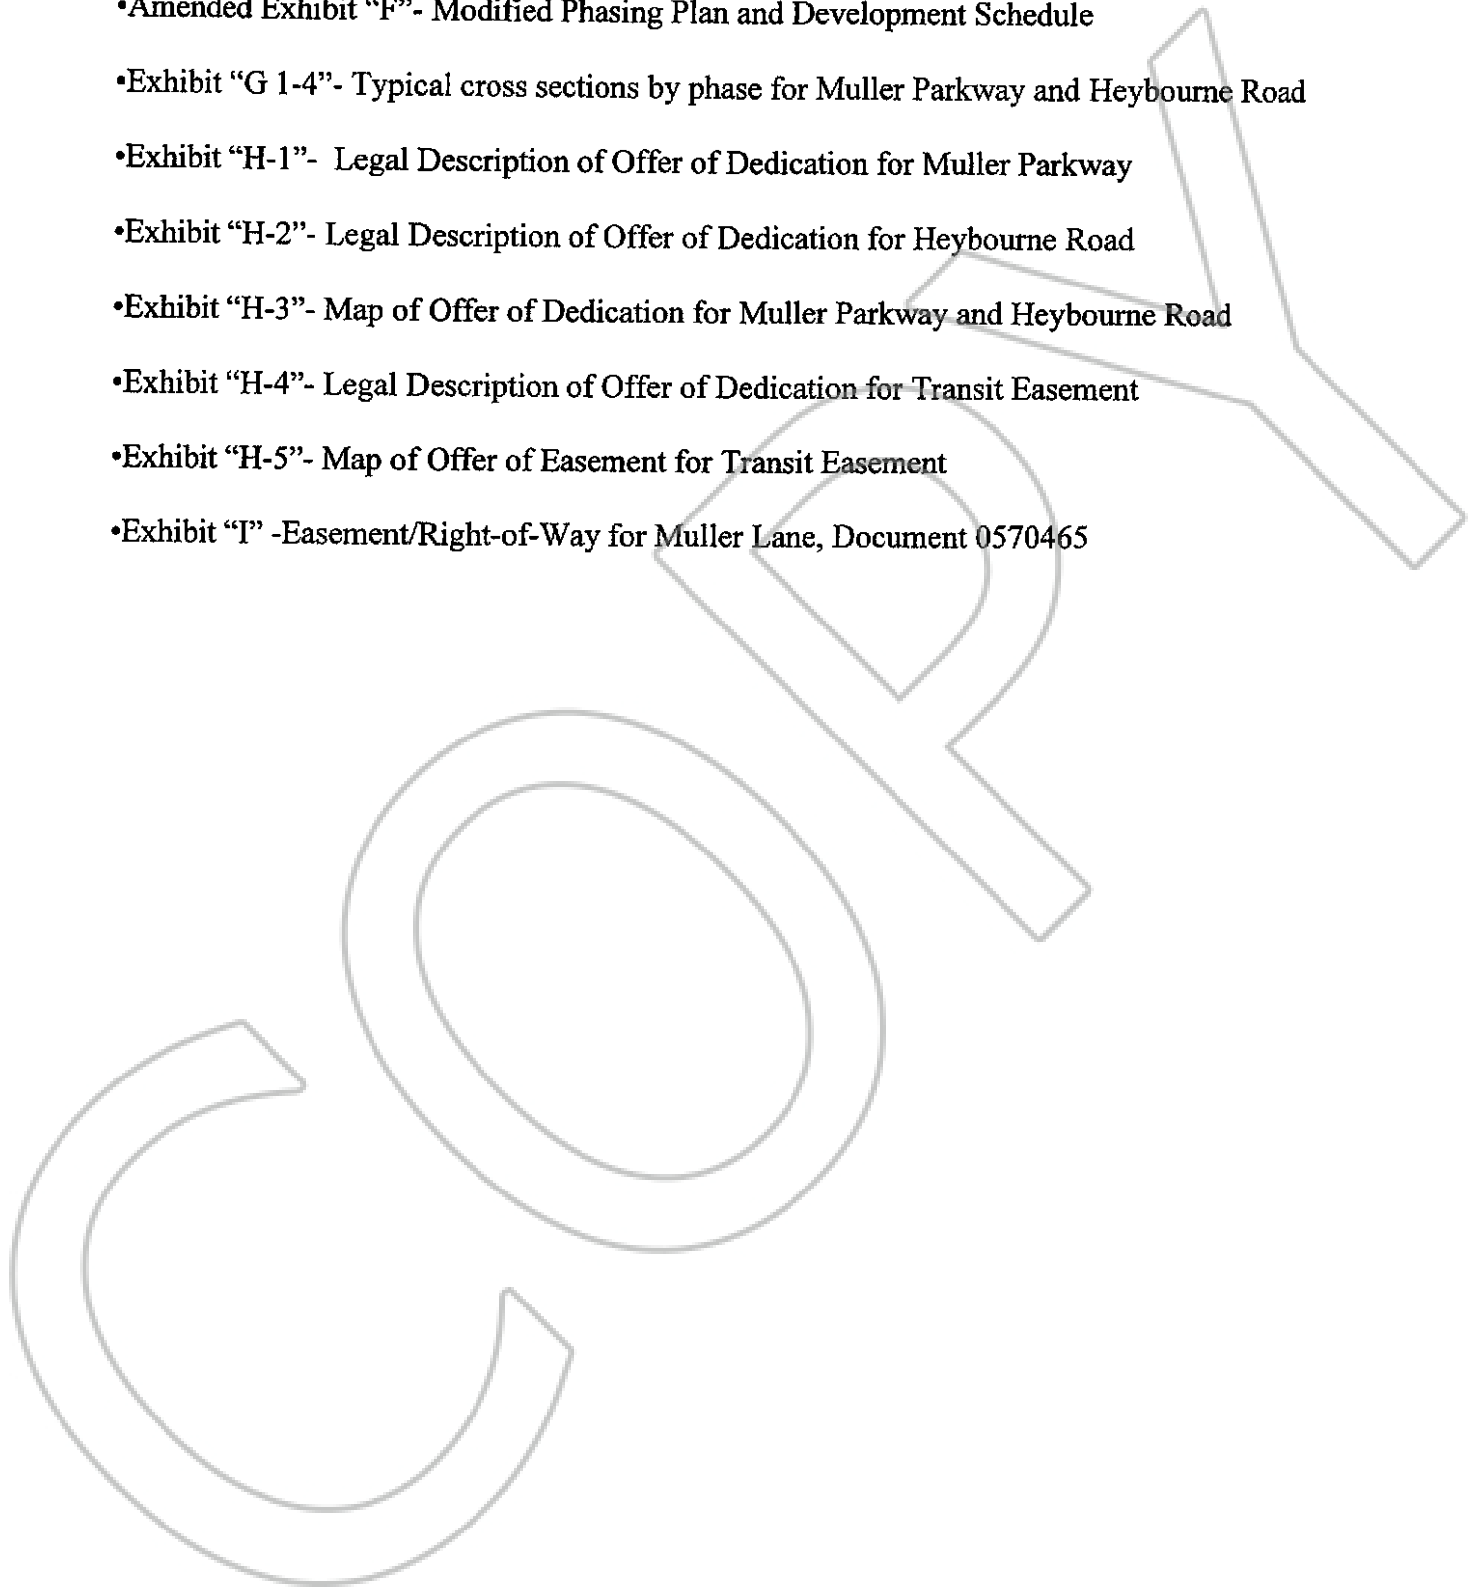 •Amended Exhibit “F”- Modified Phasing Plan and Development Schedule
•Exhibit “G 1-4”- Typical cross sections by phase for Muller Parkway and Heybourne Road
•Exhibit “H-1”- Legal Description of Offer of Dedication for Muller Parkway
•Exhibit “H-2”- Legal Description of Offer of Dedication for Heybourne Road
•Exhibit “H-3”- Map of Offer of Dedication for Muller Parkway and Heybourne Road
•Exhibit “H-4”- Legal Description of Offer of Dedication for Transit Easement
•Exhibit “H-5”- Map of Offer of Easement for Transit Easement
•Exhibit “I” -Easement/Right-of-Way for Muller Lane, Document 0570465
COPY